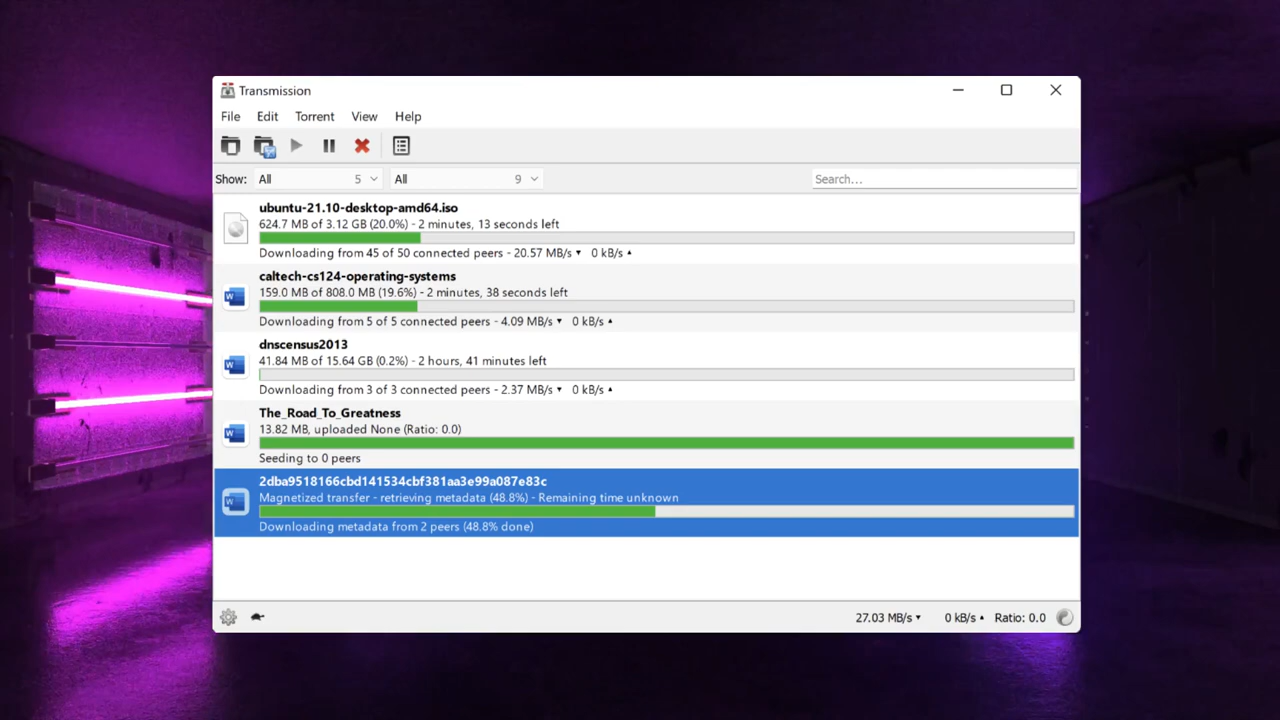 Transmission
File Edit Torrent View Help
Show: All 5 All 9 Search...
ubuntu-21.10-desktop-amd64.iso
624.7 MB of 3.12 GB (20.0%) - 2 minutes, 13 seconds left
Downloading from 45 of 50 connected peers - 20.57 MB/s ▾ 0 kB/s ▴
caltech-cs124-operating-systems
159.0 MB of 808.0 MB (19.6%) - 2 minutes, 38 seconds left
Downloading from 5 of 5 connected peers - 4.09 MB/s ▾ 0 kB/s ▴
dnscensus2013
41.84 MB of 15.64 GB (0.2%) - 2 hours, 41 minutes left
Downloading from 3 of 3 connected peers - 2.37 MB/s ▾ 0 kB/s ▴
The_Road_To_Greatness
13.82 MB, uploaded None (Ratio: 0.0)
Seeding to 0 peers
2dba9518166cbd141534cbf381aa3e99a087e83c
Magnetized transfer - retrieving metadata (48.8%) - Remaining time unknown
Downloading metadata from 2 peers (48.8% done)
27.03 MB/s ▾ 0 kB/s ▴ Ratio: 0.0